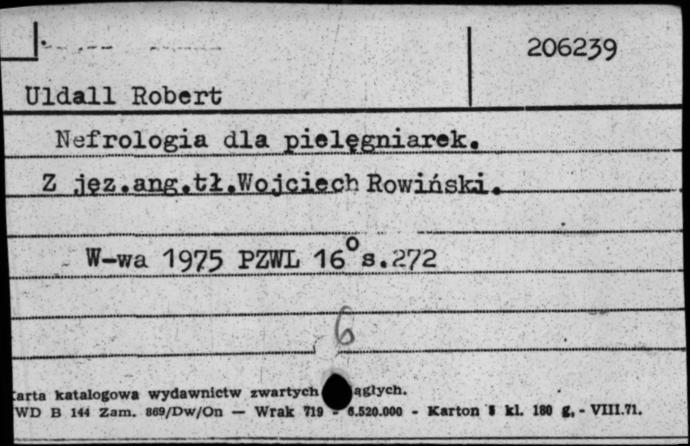 206239
Uldall Robert
Nefrologia dla pielęgniarek.
Z jęz.ang.tł.Wojciech Rowiński.
W-wa 1975 PZWL 16° s.272
6
arta katalogowa wydawnictw zwartych ągłych.
WD B 144 Zam. 869/Dw/On — Wrak 719 - 6.520.000 - Karton kl. 180 g. - VIII.71.